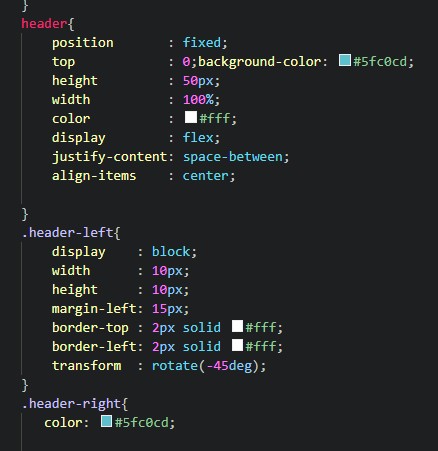 }
header{
    position       : fixed;
    top            : 0;background-color: #5fc0cd;
    height         : 50px;
    width          : 100%;
    color          : #fff;
    display        : flex;
    justify-content: space-between;
    align-items    : center;
}
.header-left{
    display    : block;
    width      : 10px;
    height     : 10px;
    margin-left: 15px;
    border-top : 2px solid #fff;
    border-left: 2px solid #fff;
    transform  : rotate(-45deg);
}
.header-right{
   color: #5fc0cd;